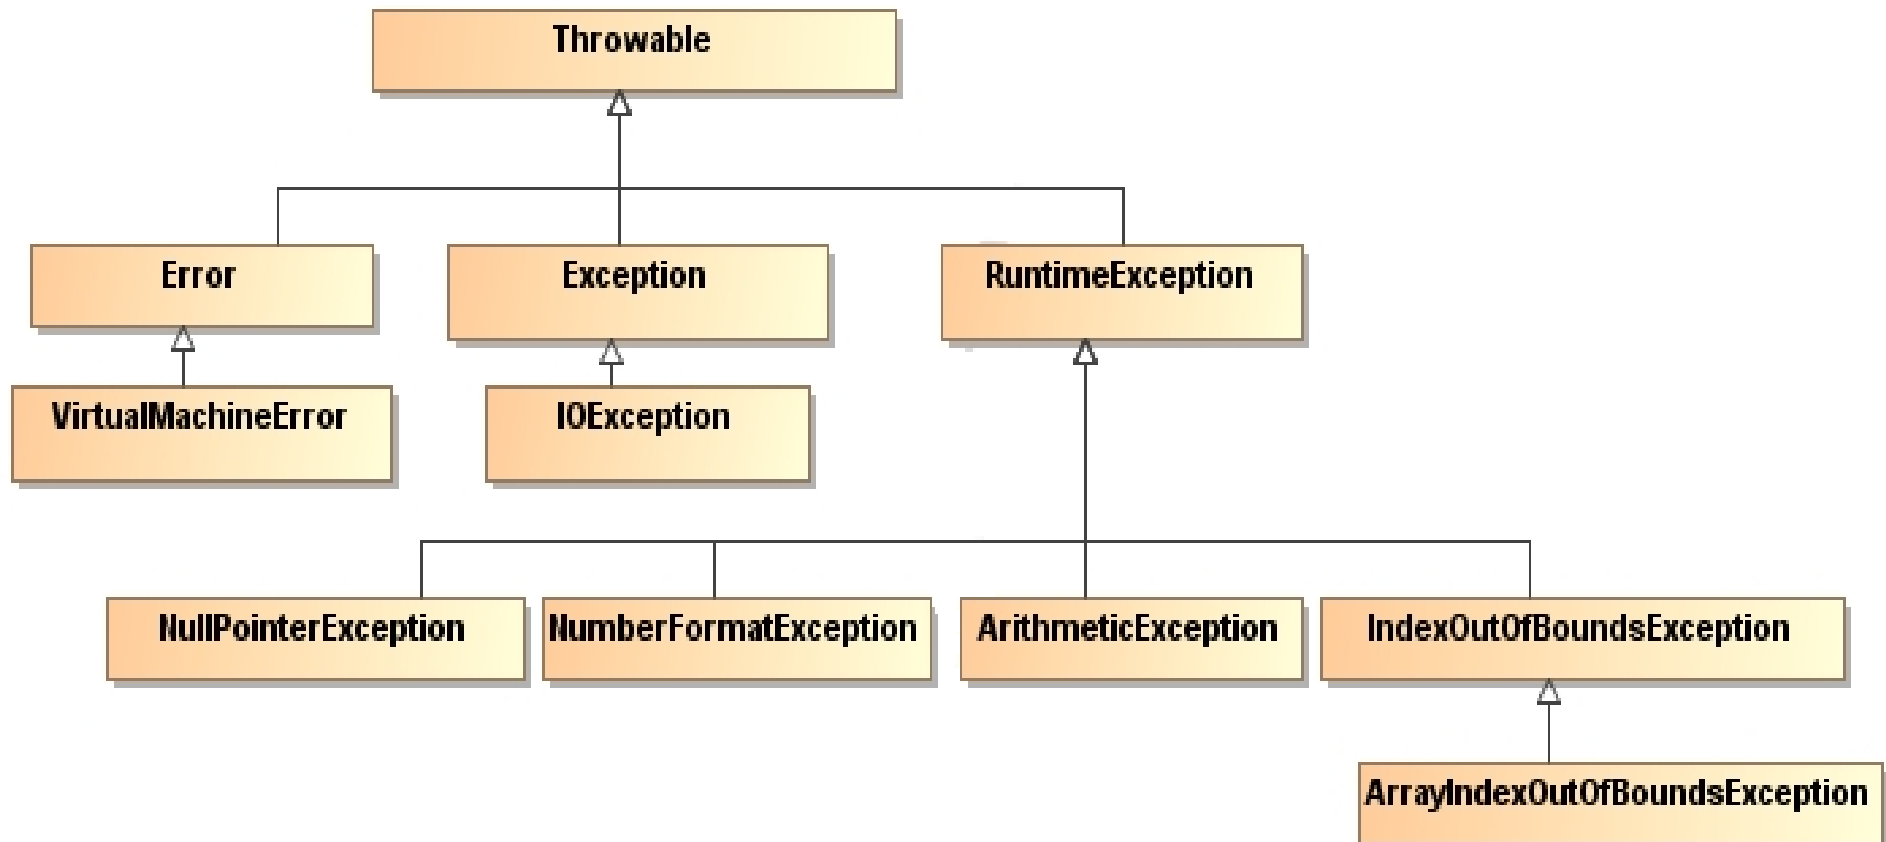 Throwable
Error
Exception
RuntimeException
VirtualMachineError
IOException
NullPointerException
NumberFormatException
ArithmeticException
IndexOutOfBoundsException
ArrayIndexOutOfBoundsException